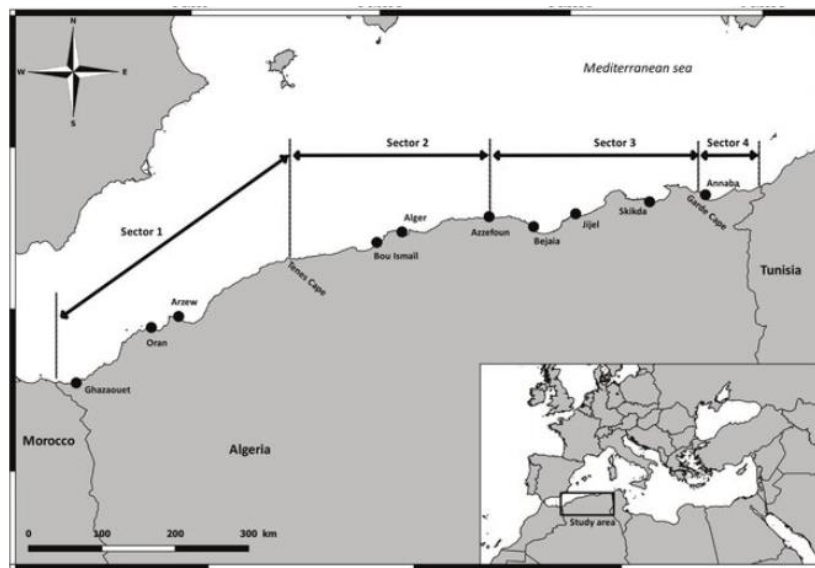 N
W
E
S
Mediterranean sea
Sector 1
Sector 2
Sector 3
Sector 4
Annaba
Garde Cape
Skikda
Jijel
Bejaia
Azzefoun
Alger
Bou Ismail
Tenes Cape
Arzew
Oran
Ghazaouet
Tunisia
Morocco
Algeria
0 100 200 300 km
Study area